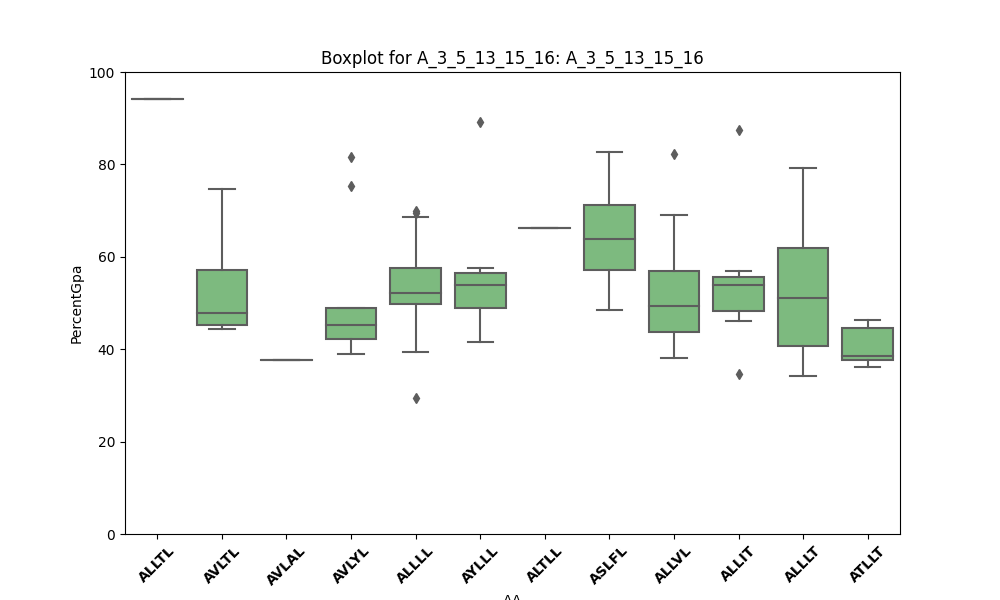 Boxplot for A_3_5_13_15_16: A_3_5_13_15_16
100
80
60
40
20
0
PercentGpa
ALLTL
AVLTL
AVLAL
AVLYL
ALLLL
AYLLL
ALTLL
ASLFL
ALLVL
ALLIT
ALLLT
ATLLT
AA